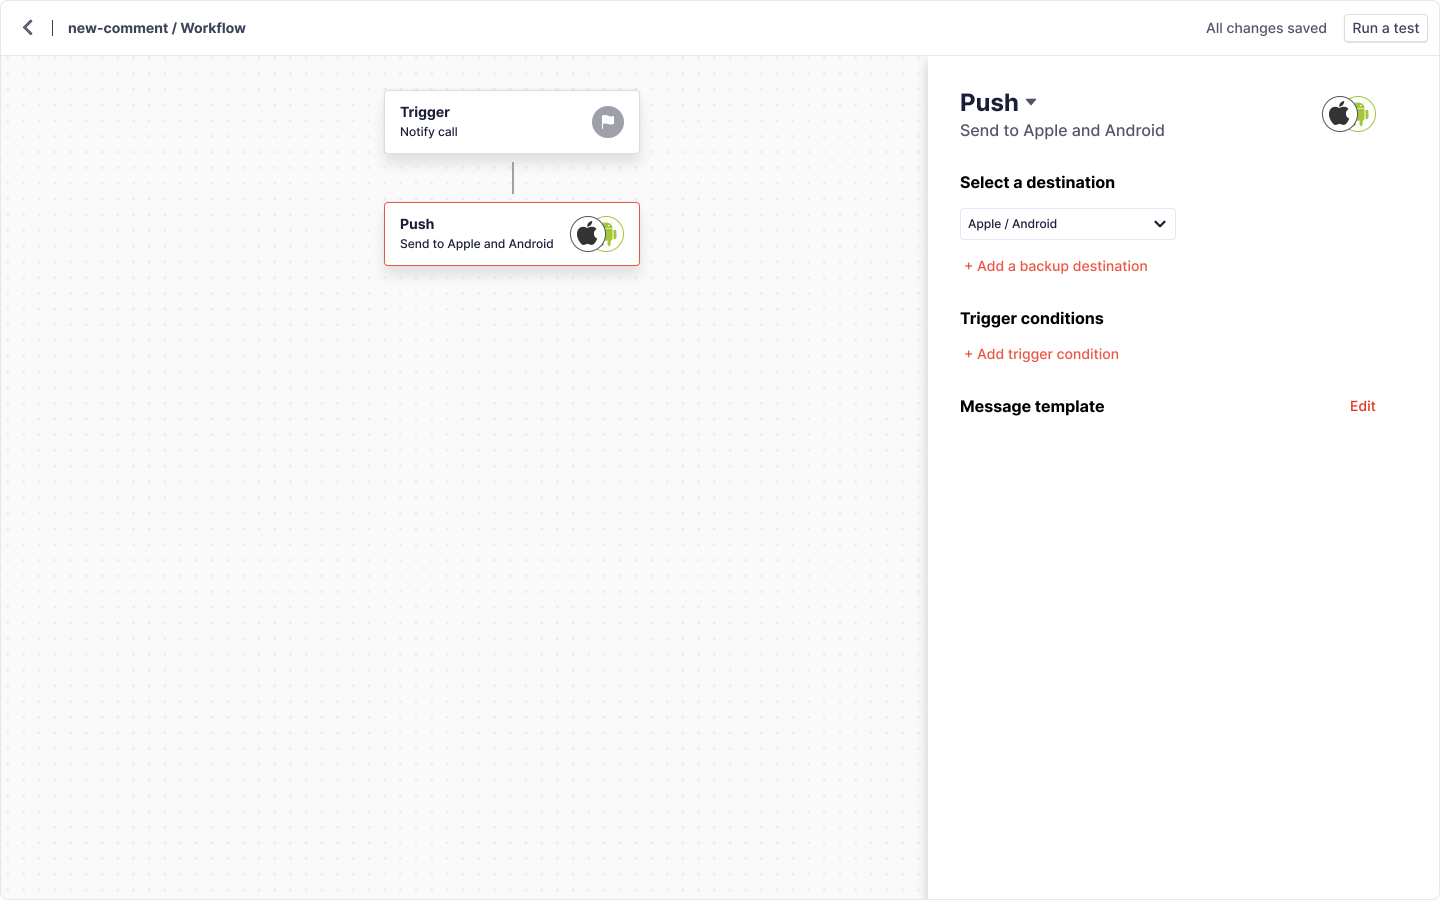 new-comment / Workflow
All changes saved
Run a test
Trigger
Notify call
Push
Send to Apple and Android
Push
Send to Apple and Android
Select a destination
Apple / Android
+ Add a backup destination
Trigger conditions
+ Add trigger condition
Message template
Edit